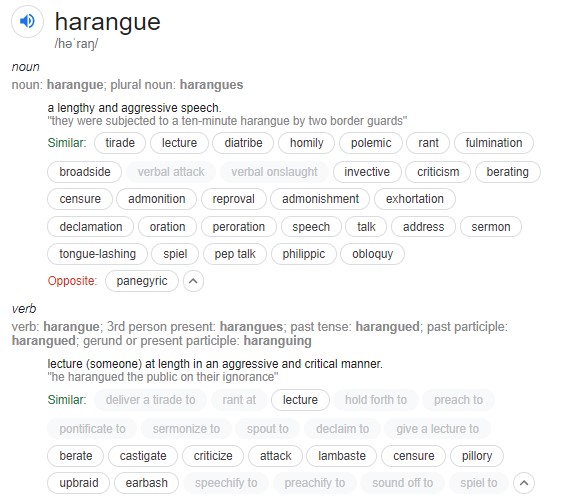 harangue
/həˈraŋ/
noun
noun: harangue; plural noun: harangues
a lengthy and aggressive speech.
"they were subjected to a ten-minute harangue by two border guards"
Similar: tirade lecture diatribe homily polemic rant fulmination
broadside verbal attack verbal onslaught invective criticism berating
censure admonition reproval admonishment exhortation
declamation oration peroration speech talk address sermon
tongue-lashing spiel pep talk philippic obloquy
Opposite: panegyric
verb
verb: harangue; 3rd person present: harangues; past tense: harangued; past participle:
harangued; gerund or present participle: haranguing
lecture (someone) at length in an aggressive and critical manner.
"he harangued the public on their ignorance"
Similar: deliver a tirade to rant at lecture hold forth to preach to
pontificate to sermonize to spout to declaim to give a lecture to
berate castigate criticize attack lambaste censure pillory
upbraid earbash speechify to preachify to sound off to spiel to